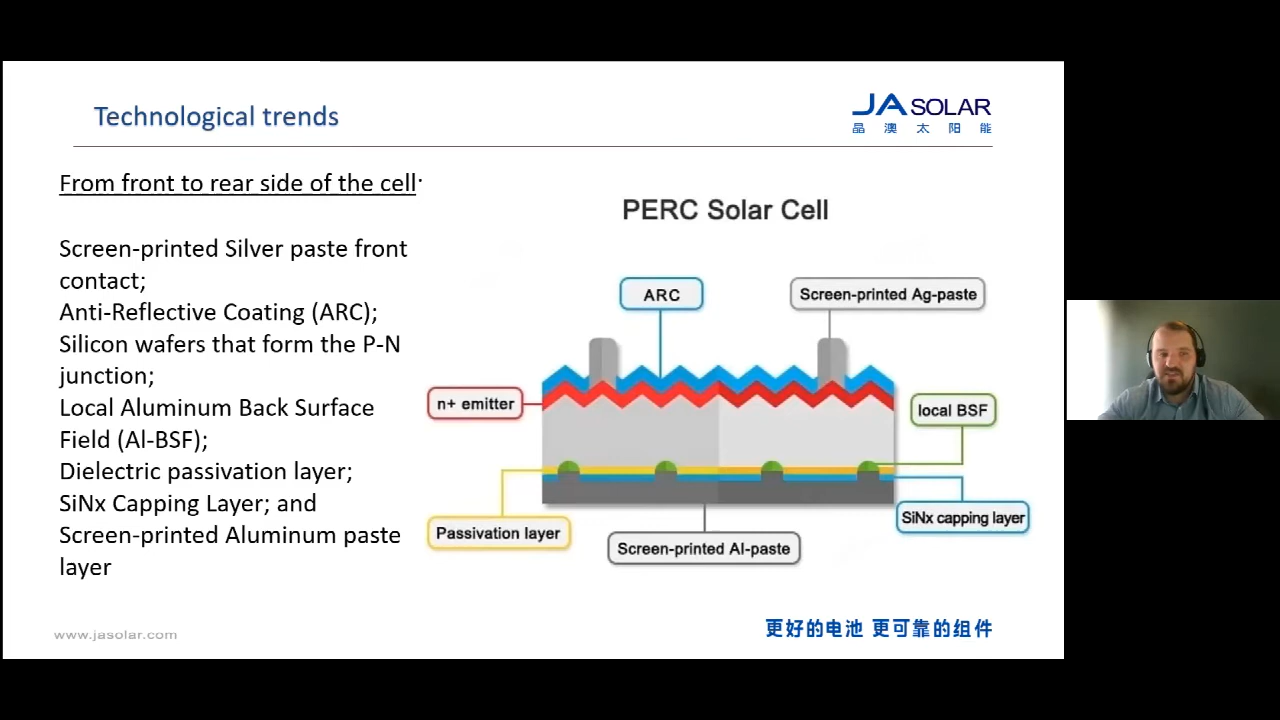 Technological trends
JA SOLAR
晶 澳 太 阳 能
From front to rear side of the cell
Screen-printed Silver paste front
contact;
Anti-Reflective Coating (ARC);
Silicon wafers that form the P-N
junction;
Local Aluminum Back Surface
Field (Al-BSF);
Dielectric passivation layer;
SiNx Capping Layer; and
Screen-printed Aluminum paste
layer
PERC Solar Cell
ARC
Screen-printed Ag-paste
n+ emitter
local BSF
Passivation layer
SiNx capping layer
Screen-printed Al-paste
www.jasolar.com
更好的电池 更可靠的组件